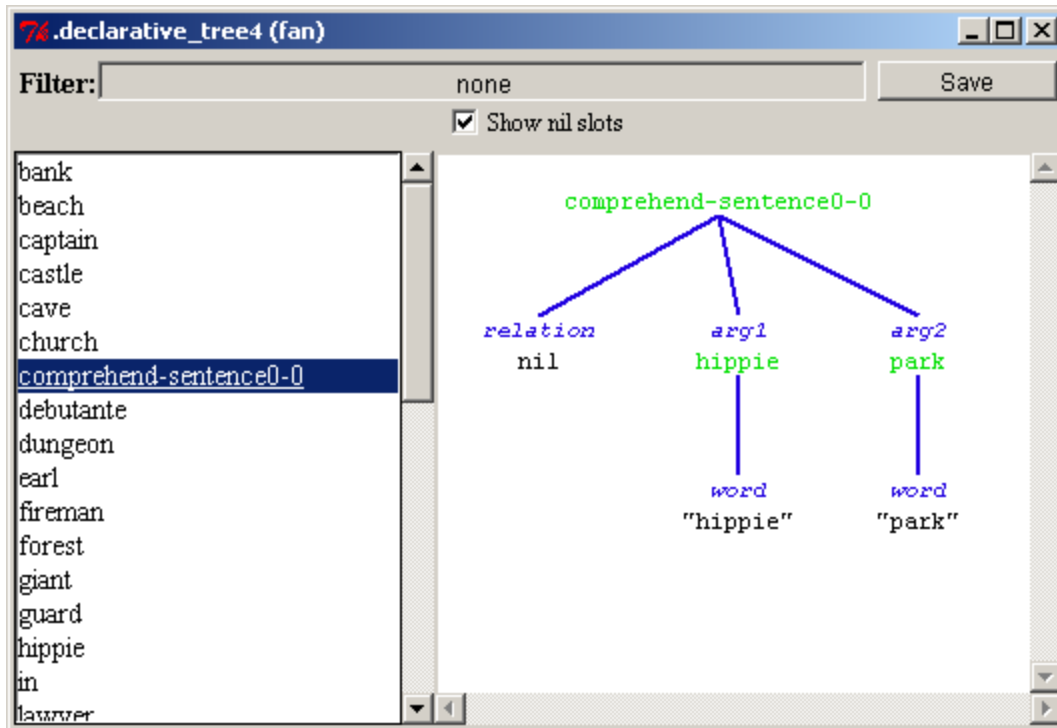 .declarative_tree4 (fan)
Filter: none Save
Show nil slots
bank
beach
captain
castle
cave
church
comprehend-sentence0-0
debutante
dungeon
earl
fireman
forest
giant
guard
hippie
in
lawyer
comprehend-sentence0-0
relation arg1 arg2
nil hippie park
word word
"hippie" "park"